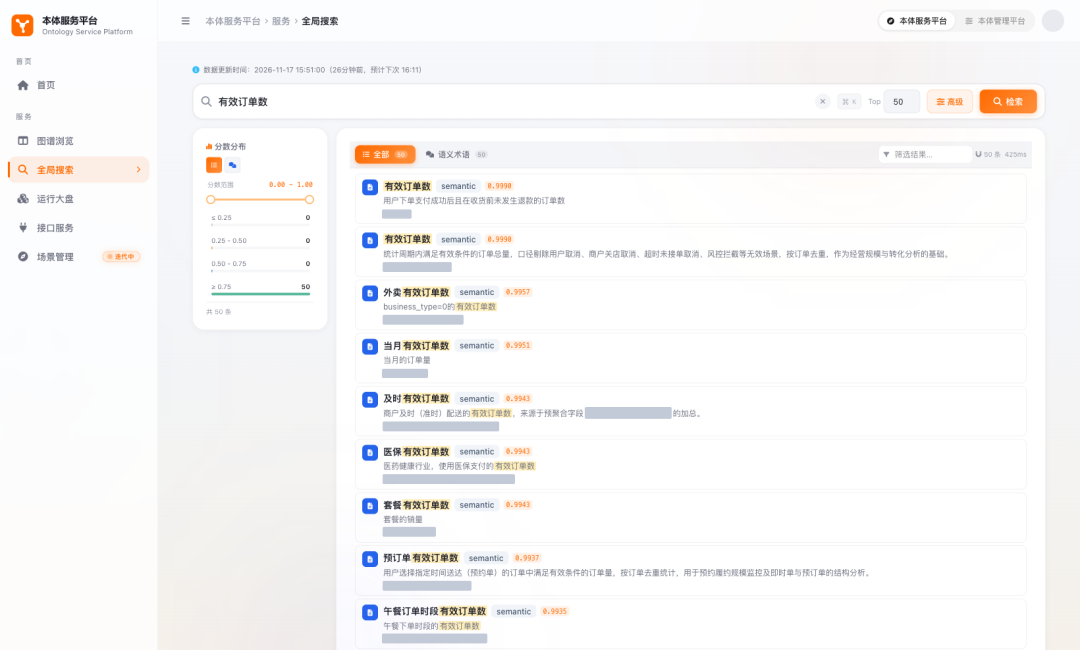 本体服务平台
Ontology Service Platform
首页
首页
服务
图谱浏览
全局搜索
运行大盘
接口服务
场景管理 迭代中
本体服务平台 › 服务 › 全局搜索
本体服务平台 本体管理平台
数据更新时间: 2026-11-17 15:51:00 (26分钟前, 预计下次 16:11)
有效订单数
⌘ K Top 50 高级 检索
分数分布
分数范围 0.00 – 1.00
≤ 0.25 0
0.25 - 0.50 0
0.50 - 0.75 0
≥ 0.75 50
共 50 条
全部 50 语义术语 50 筛选结果... 50 条 425ms
有效订单数 semantic 0.9990
用户下单支付成功后且在收货前未发生退款的订单数
有效订单数 semantic 0.9990
统计周期内满足有效条件的订单总量，口径剔除用户取消、商户关店取消、超时未接单取消、风控拦截等无效场景，按订单去重，作为经营规模与转化分析的基础。
外卖有效订单数 semantic 0.9957
business_type=0的有效订单数
当月有效订单数 semantic 0.9951
当月的订单量
及时有效订单数 semantic 0.9943
商户及时（准时）配送的有效订单数，来源于预聚合字段 的加总。
医保有效订单数 semantic 0.9943
医药健康行业，使用医保支付的有效订单数
套餐有效订单数 semantic 0.9943
套餐的销量
预订单有效订单数 semantic 0.9937
用户选择指定时间送达（预约单）的订单中满足有效条件的订单量，按订单去重统计，用于预约履约规模监控及即时单与预订单的结构分析。
午餐订单时段有效订单数 semantic 0.9935
午餐下单时段的有效订单数